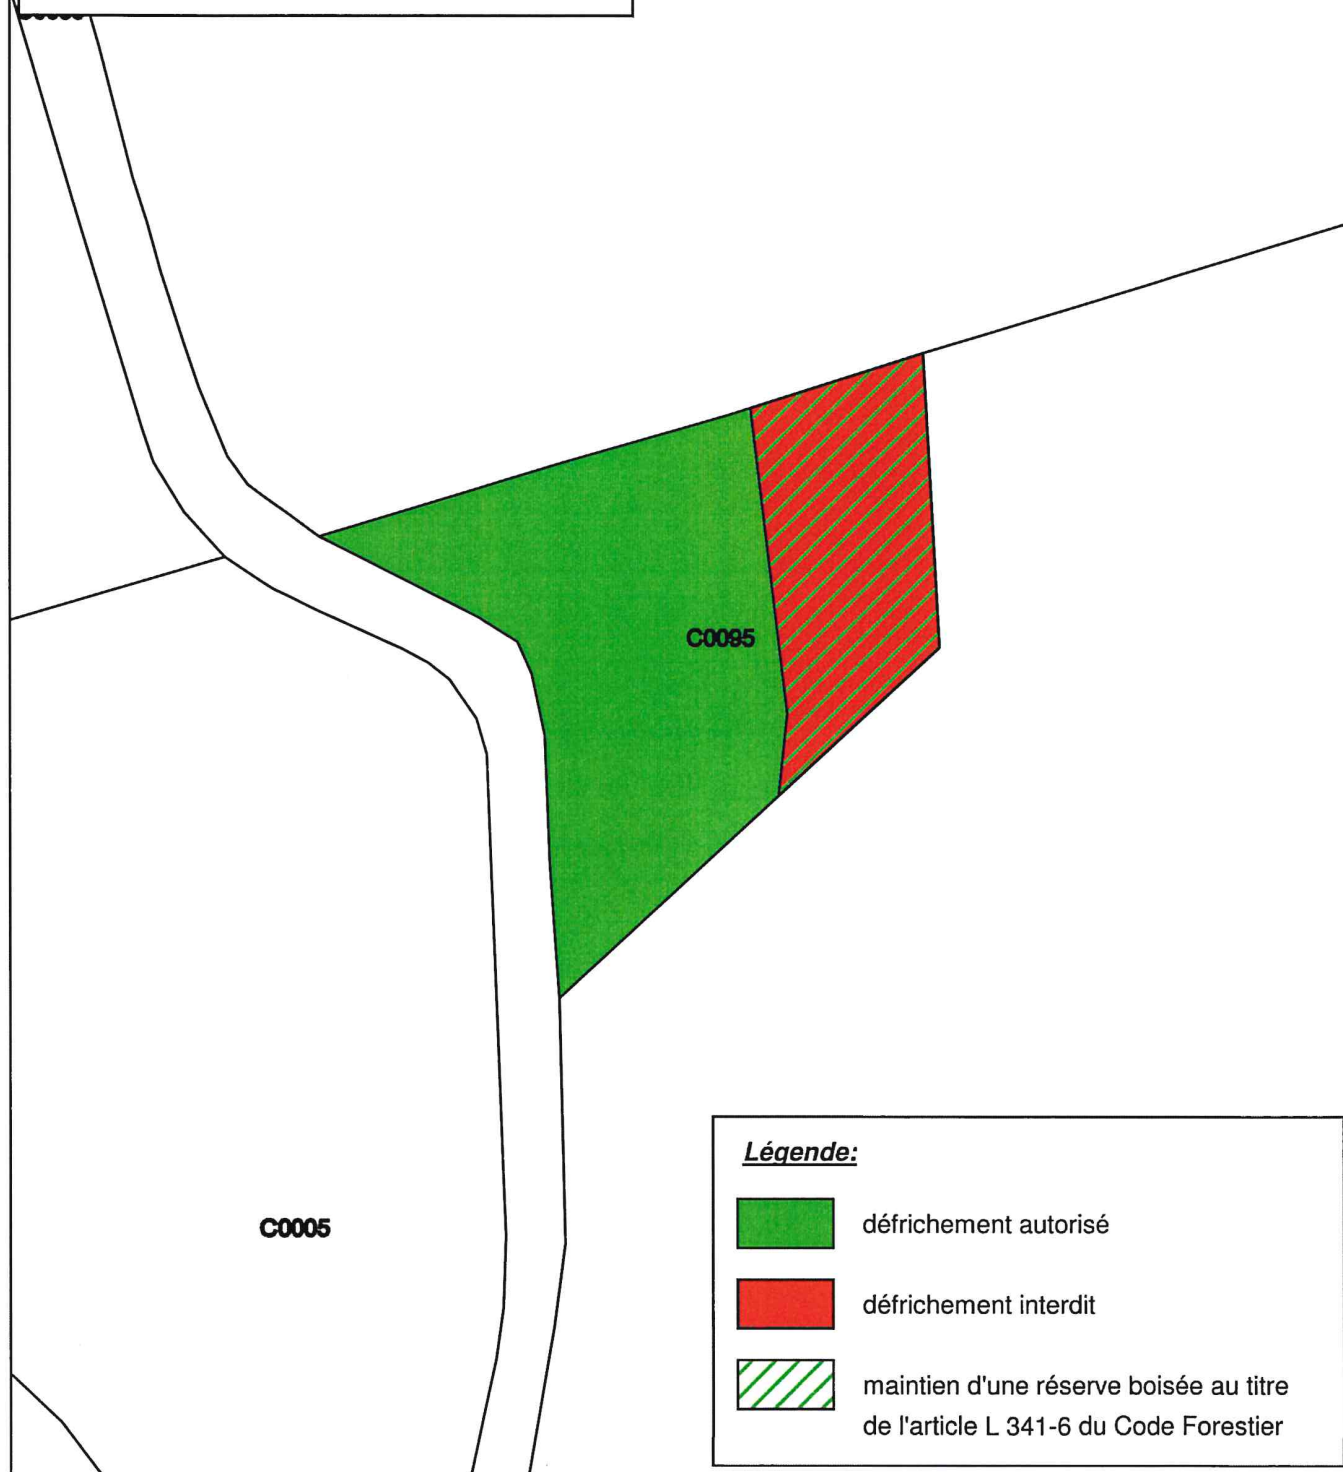 C0095
C0005
Légende:
défrichement autorisé
défrichement interdit
maintien d'une réserve boisée au titre
de l'article L 341-6 du Code Forestier